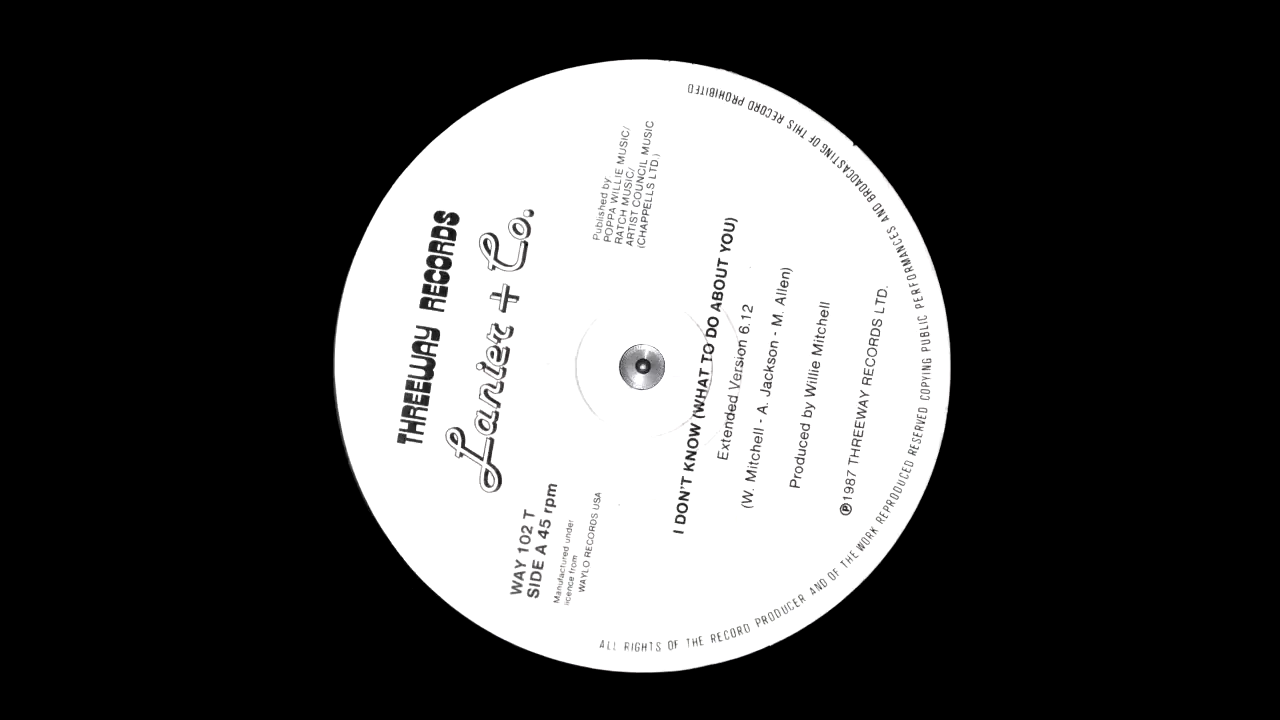 THREEWAY RECORDS
Lanier + Co.
WAY 102 T
SIDE A 45 rpm
Manufactured under
licence from
WAYLO RECORDS USA
Published by:
POPPA WILLIE MUSIC/
RATCH MUSIC/
ARTIST COUNCIL MUSIC
(CHAPPELLS LTD.)
I DON'T KNOW (WHAT TO DO ABOUT YOU)
Extended Version 6.12
(W. Mitchell - A. Jackson - M. Allen)
Produced by Willie Mitchell
℗1987 THREEWAY RECORDS LTD.
ALL RIGHTS OF THE RECORD PRODUCER AND OF THE WORK REPRODUCED RESERVED COPYING PUBLIC PERFORMANCES AND BROADCASTING OF THIS RECORD PROHIBITED